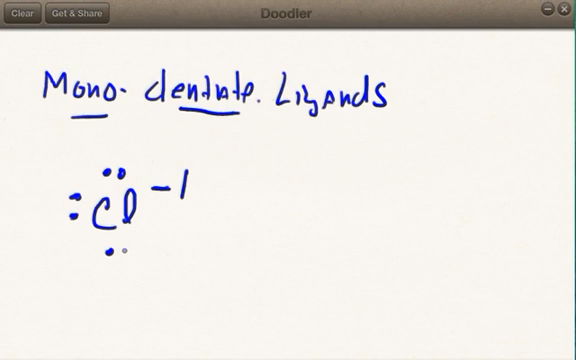 Clear Get & Share Doodler
Mono. dentate. Ligands
Cl -1